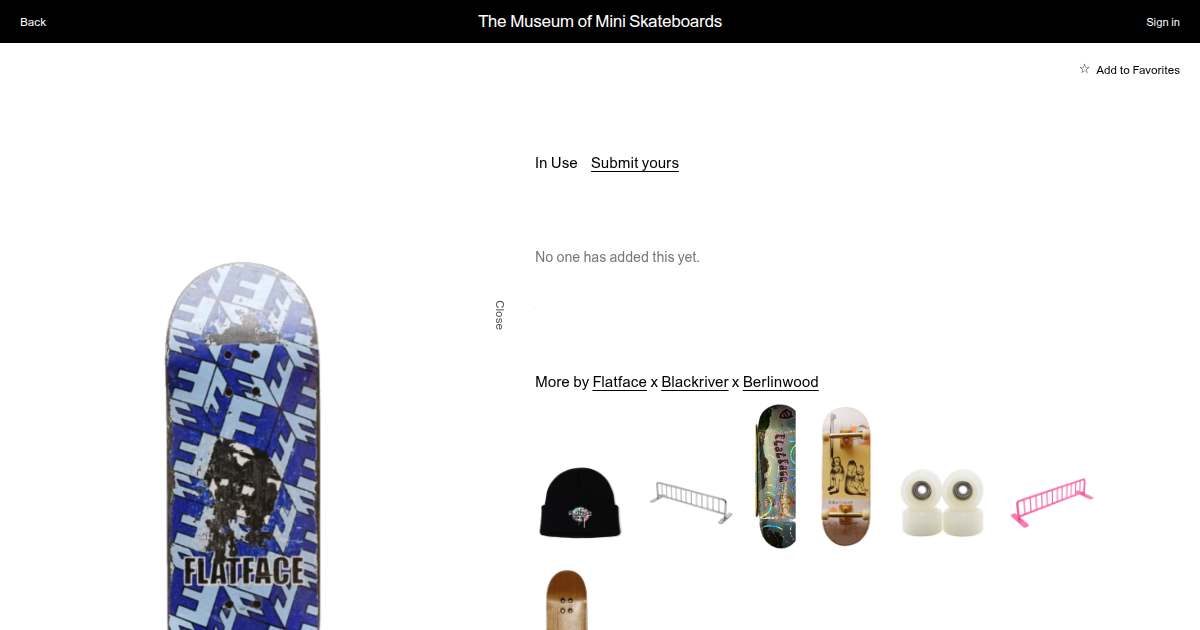 Back
The Museum of Mini Skateboards
Sign in
☆ Add to Favorites
In Use Submit yours
No one has added this yet.
Close
More by Flatface x Blackriver x Berlinwood
FLATFACE
FLATFACE